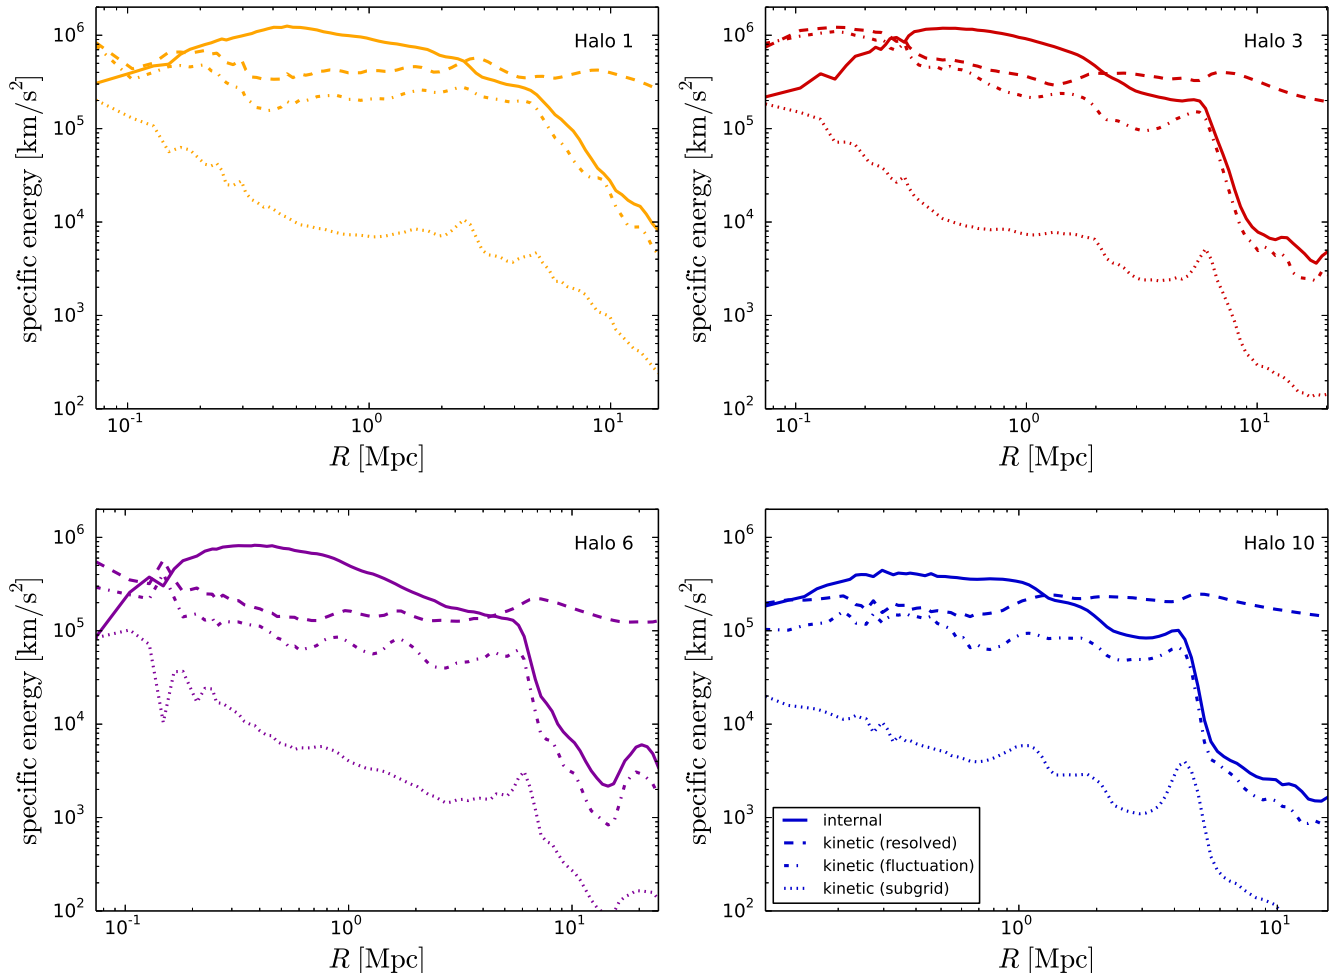 Halo 1
10^6
10^5
10^4
10^3
10^2
specific energy [km/s^2]
10^-1
10^0
10^1
R [Mpc]
Halo 3
10^6
10^5
10^4
10^3
10^2
specific energy [km/s^2]
10^-1
10^0
10^1
R [Mpc]
Halo 6
10^6
10^5
10^4
10^3
10^2
specific energy [km/s^2]
10^-1
10^0
10^1
R [Mpc]
Halo 10
10^6
10^5
10^4
10^3
10^2
specific energy [km/s^2]
internal
kinetic (resolved)
kinetic (fluctuation)
kinetic (subgrid)
10^0
10^1
R [Mpc]